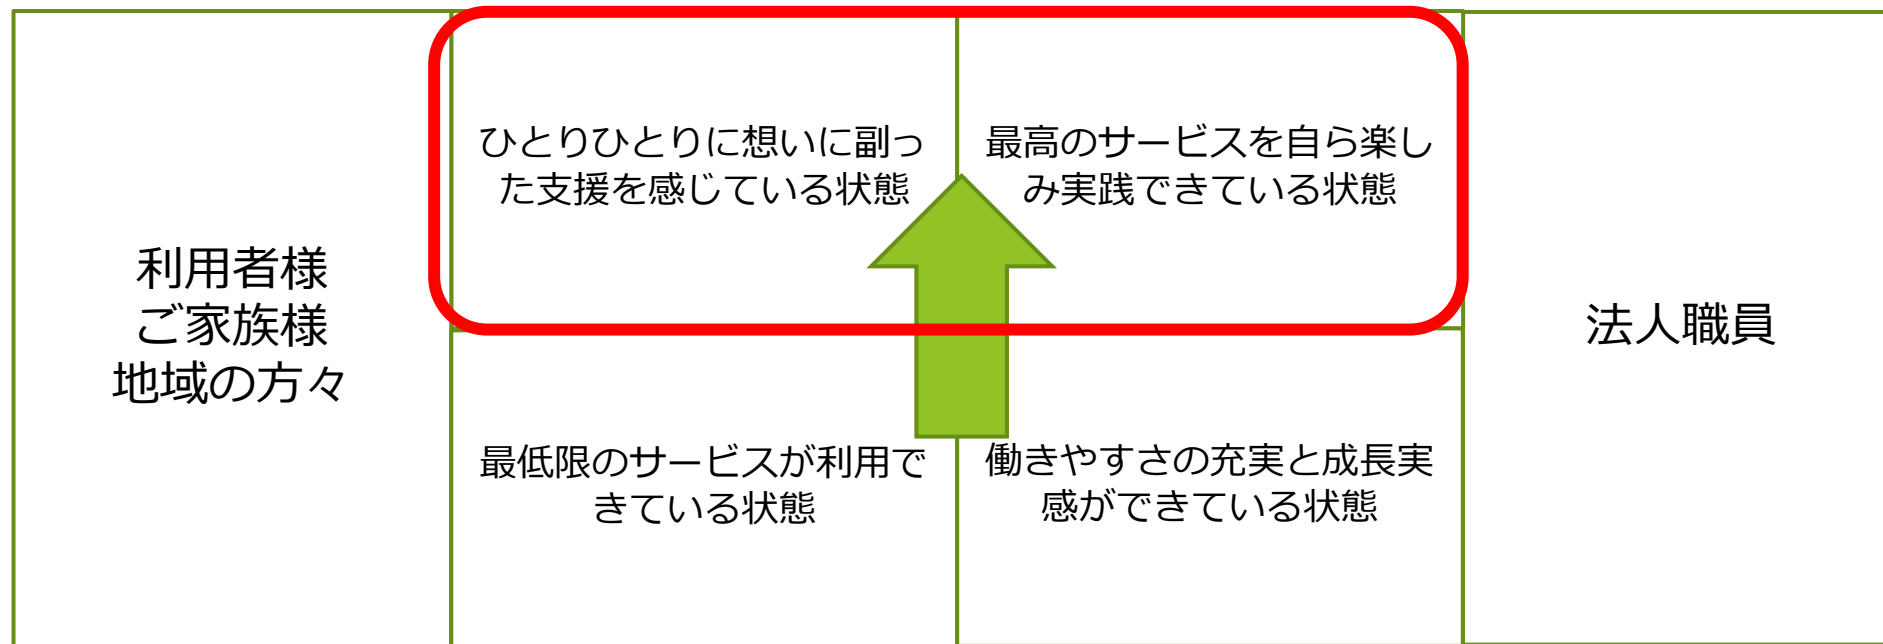 利用者様
ご家族様
地域の方々
ひとりひとりに想いに副っ
た支援を感じている状態
最高のサービスを自ら楽し
み実践できている状態
最低限のサービスが利用で
きている状態
働きやすさの充実と成長実
感ができている状態
法人職員